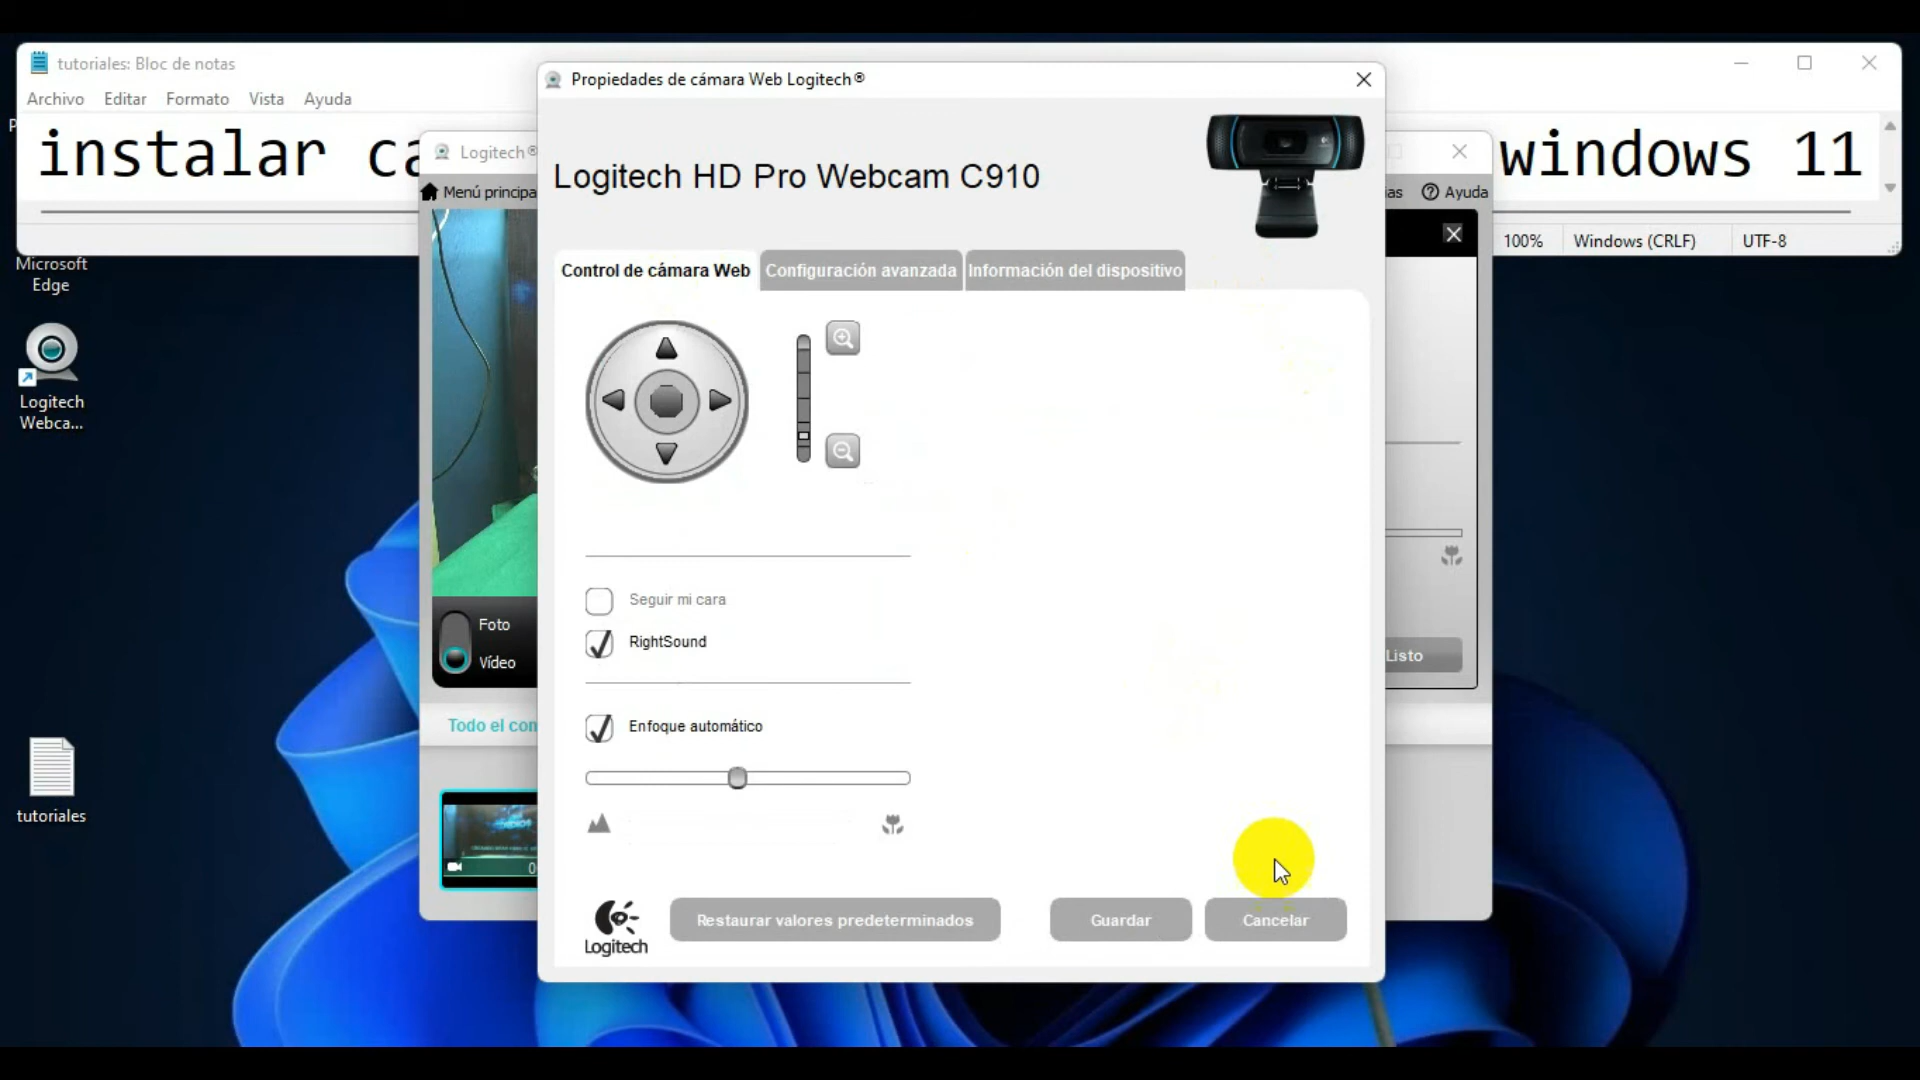 tutoriales: Bloc de notas
Archivo Editar Formato Vista Ayuda
instalar ca
windows 11
100% Windows (CRLF) UTF-8
Logitech®
Menú principa
Ayuda
Propiedades de cámara Web Logitech®
Logitech HD Pro Webcam C910
Control de cámara Web Configuración avanzada Información del dispositivo
Seguir mi cara
RightSound
Enfoque automático
Logitech
Restaurar valores predeterminados Guardar Cancelar
Foto
Vídeo
Listo
Todo el con
Microsoft
Edge
Logitech
Webca...
tutoriales